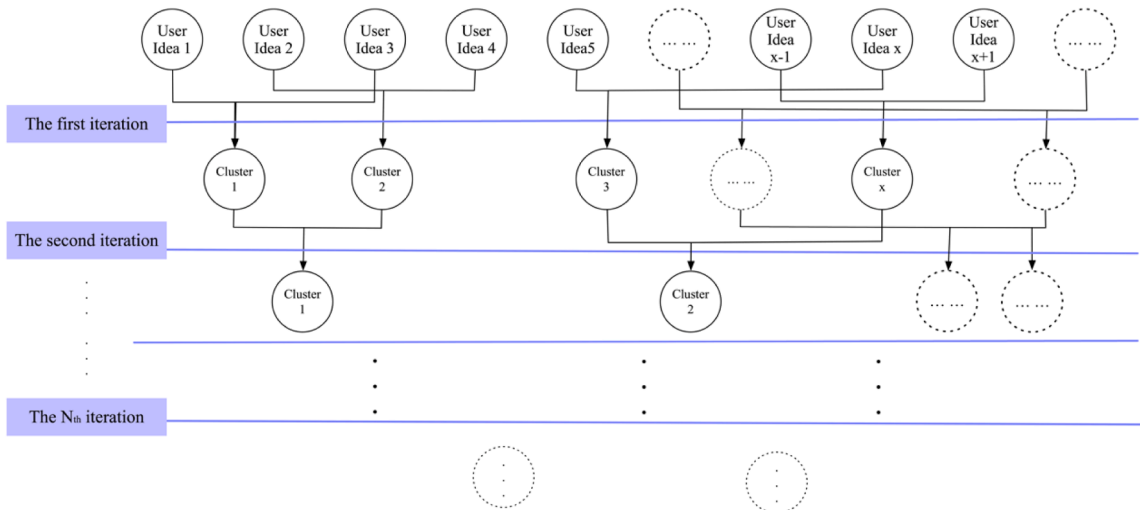 User
Idea 1
User
Idea 2
User
Idea 3
User
Idea 4
User
Idea5
... ...
User
Idea
x-1
User
Idea x
User
Idea
x+1
... ...
The first iteration
Cluster
1
Cluster
2
Cluster
3
... ...
Cluster
x
... ...
The second iteration
Cluster
1
Cluster
2
... ...
... ...
The Nth iteration